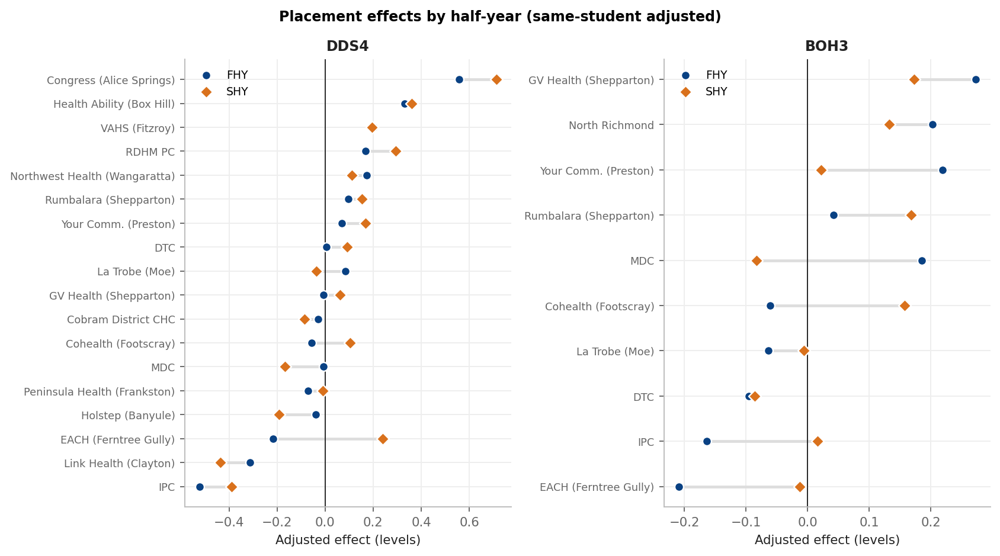 Placement effects by half-year (same-student adjusted)
DDS4
FHY
SHY
Congress (Alice Springs)
Health Ability (Box Hill)
VAHS (Fitzroy)
RDHM PC
Northwest Health (Wangaratta)
Rumbalara (Shepparton)
Your Comm. (Preston)
DTC
La Trobe (Moe)
GV Health (Shepparton)
Cobram District CHC
Cohealth (Footscray)
MDC
Peninsula Health (Frankston)
Holstep (Banyule)
EACH (Ferntree Gully)
Link Health (Clayton)
IPC
−0.4 −0.2 0.0 0.2 0.4 0.6
Adjusted effect (levels)
BOH3
FHY
SHY
GV Health (Shepparton)
North Richmond
Your Comm. (Preston)
Rumbalara (Shepparton)
MDC
Cohealth (Footscray)
La Trobe (Moe)
DTC
IPC
EACH (Ferntree Gully)
−0.2 −0.1 0.0 0.1 0.2
Adjusted effect (levels)